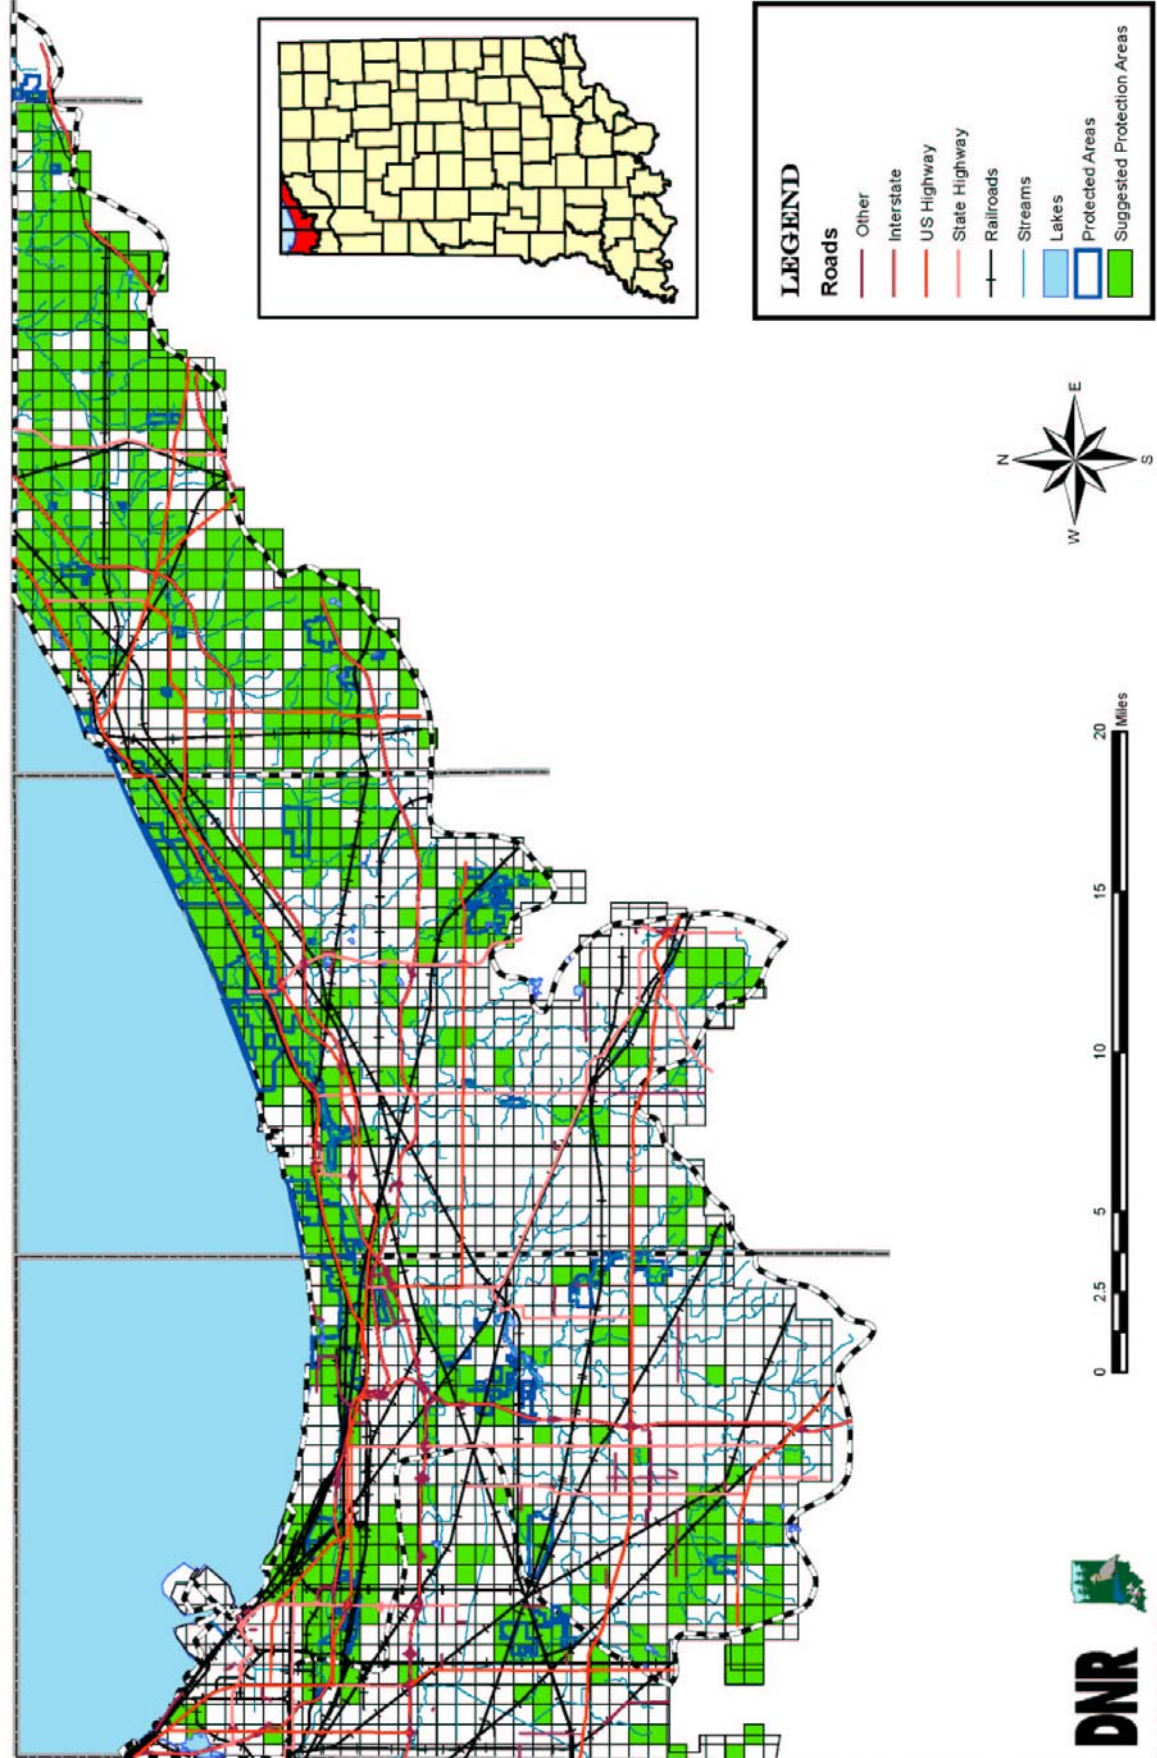 LEGEND
Roads
Other
Interstate
US Highway
State Highway
Railroads
Streams
Lakes
Protected Areas
Suggested Protection Areas
N
W
E
S
0
2.5
5
10
15
20
Miles
DNR